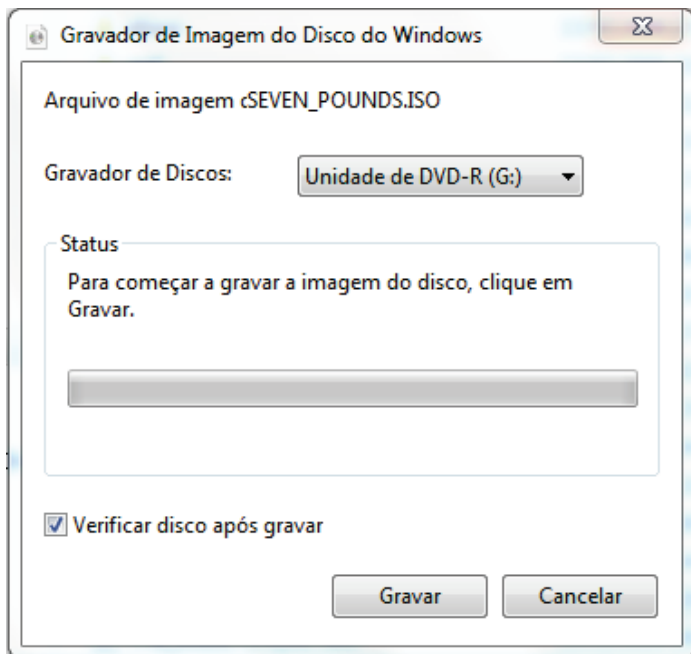 Gravador de Imagem do Disco do Windows
Arquivo de imagem cSEVEN_POUNDS.ISO
Gravador de Discos: Unidade de DVD-R (G:)
Status
Para começar a gravar a imagem do disco, clique em
Gravar.
Verificar disco após gravar
Gravar Cancelar